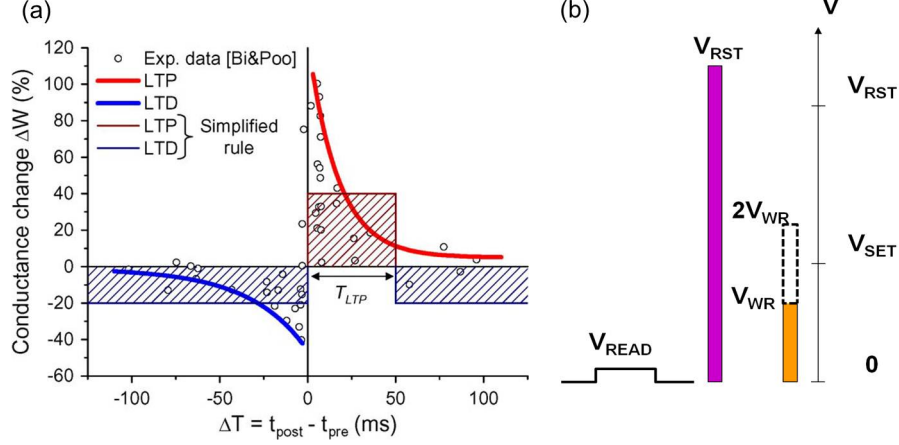 (a)
120
100
80
60
40
20
0
-20
-40
-60
Conductance change ΔW (%)
Exp. data [Bi&Poo]
LTP
LTD
LTP
LTD
Simplified
rule
T_LTP
-100
-50
0
50
100
ΔT = t_post - t_pre (ms)
(b)
V
V_RST
V_RST
2V_WR
V_SET
V_WR
V_READ
0